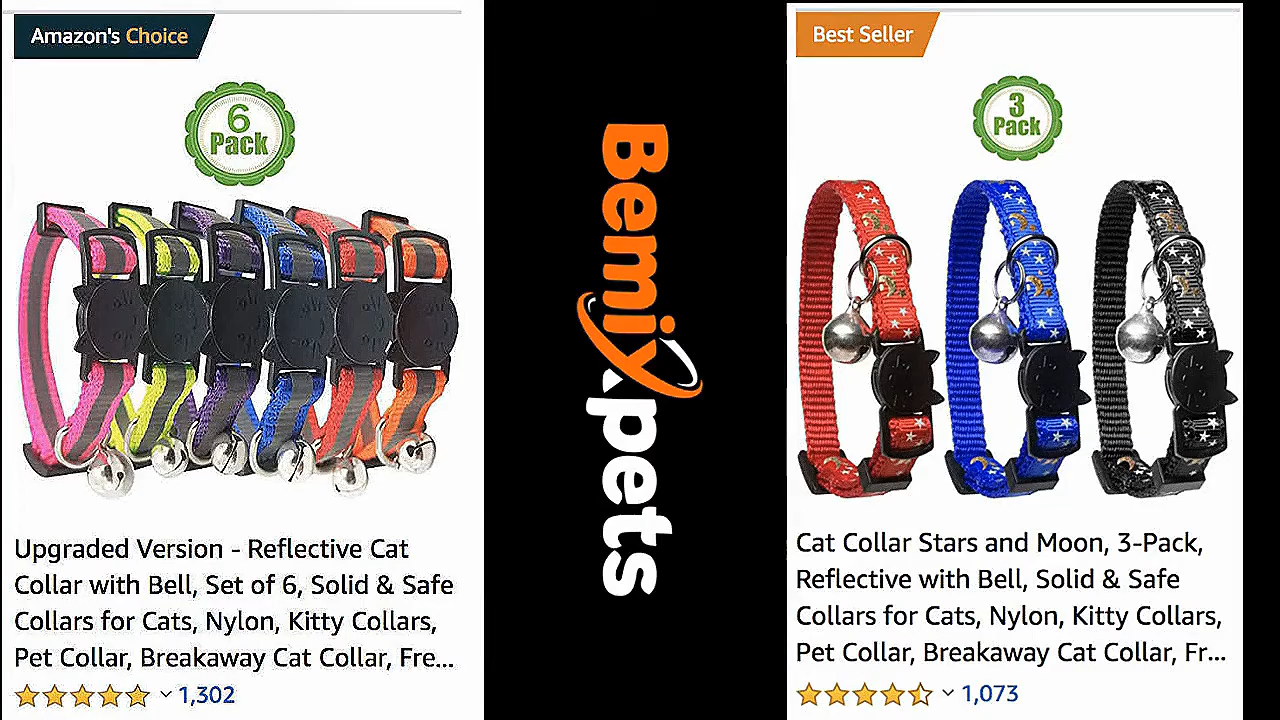 Amazon's Choice
6
Pack
Upgraded Version - Reflective Cat
Collar with Bell, Set of 6, Solid & Safe
Collars for Cats, Nylon, Kitty Collars,
Pet Collar, Breakaway Cat Collar, Fre...
1,302
Bemixpets
Best Seller
3
Pack
Cat Collar Stars and Moon, 3-Pack,
Reflective with Bell, Solid & Safe
Collars for Cats, Nylon, Kitty Collars,
Pet Collar, Breakaway Cat Collar, Fr...
1,073